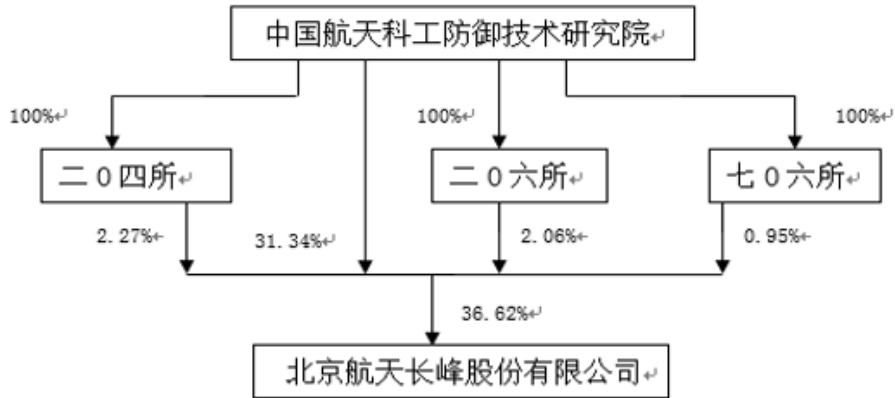 中国航天科工防御技术研究院↵
100%↵ 100%↵ 100%↵
二0四所↵ 二0六所↵ 七0六所↵
2.27%↵ 31.34%↵ 2.06%↵ 0.95%↵
36.62%↵
北京航天长峰股份有限公司↵